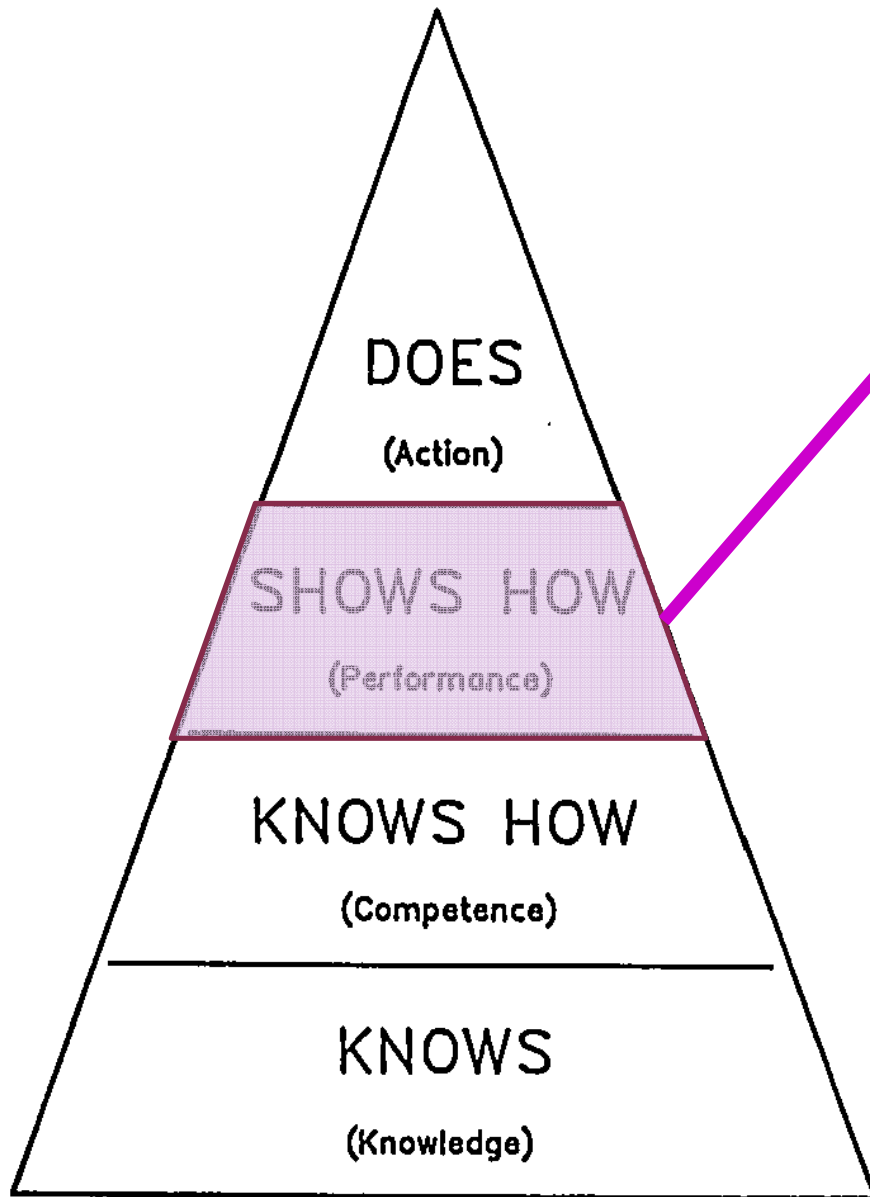 DOES
(Action)
SHOWS HOW
(Performance)
KNOWS HOW
(Competence)
KNOWS
(Knowledge)